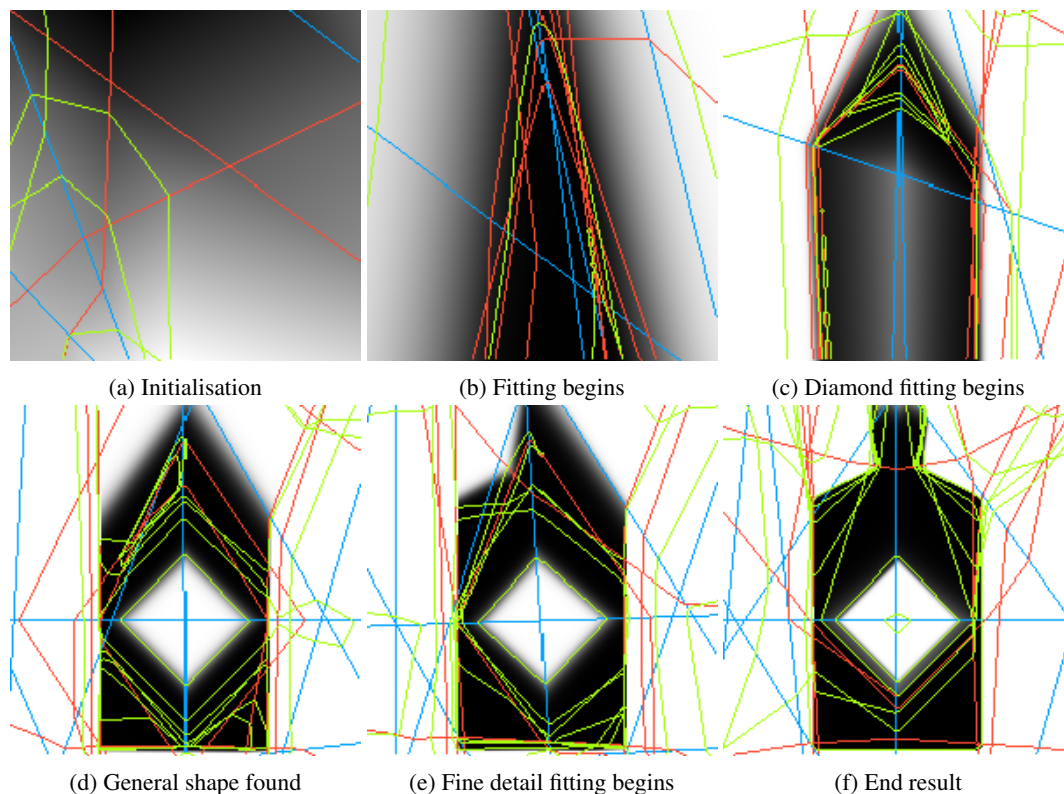 (a) Initialisation
(b) Fitting begins
(c) Diamond fitting begins
(d) General shape found
(e) Fine detail fitting begins
(f) End result